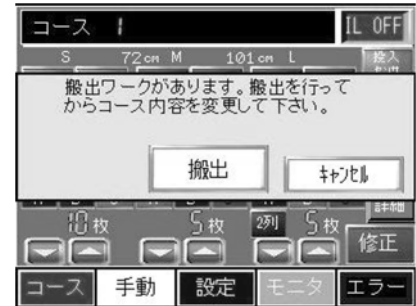 コース 1
IL OFF
S 72cm M 101cm L
投入
搬出ワークがあります。搬出を行って
からコース内容を変更して下さい。
搬出
キャンセル
詳細
10枚 5枚 2列 5枚
修正
コース 手動 設定 モニタ エラー